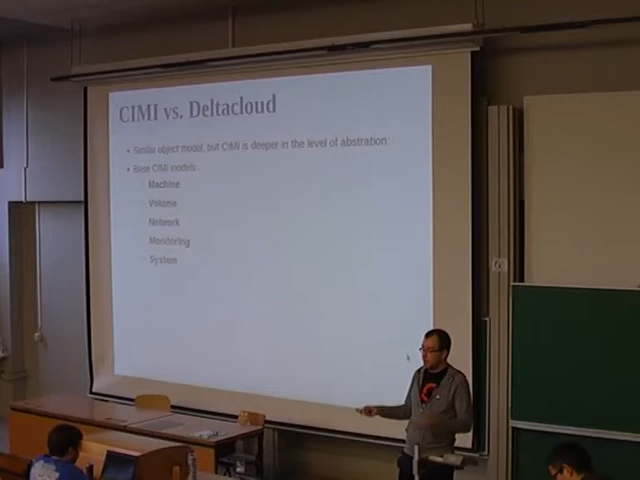 CIMI vs. Deltacloud
• Similar object model, but CIMI is deeper in the level of abstration:
• Base CIMI models:
Machine
Volume
Network
Monitoring
System